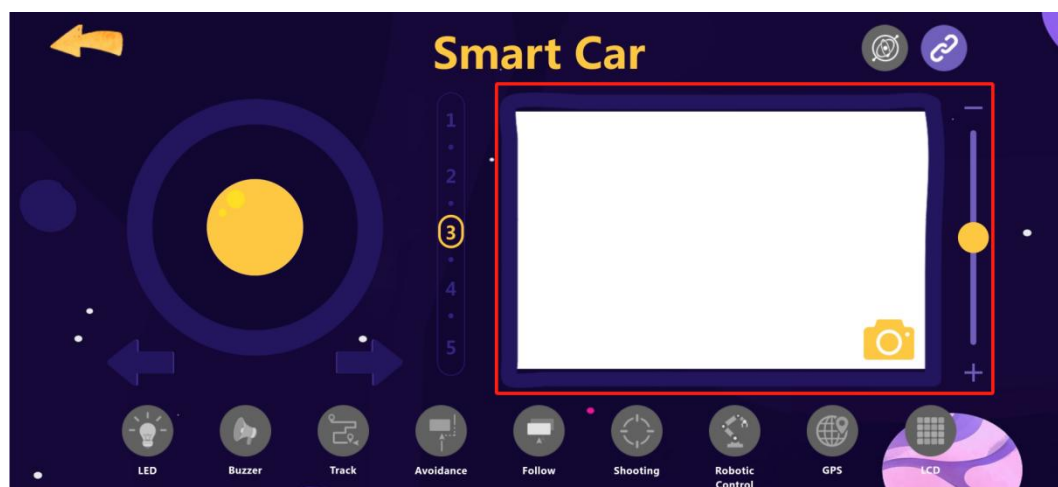 Smart Car
1
2
3
4
5
−
+
LED
Buzzer
Track
Avoidance
Follow
Shooting
Robotic
Control
GPS
LCD